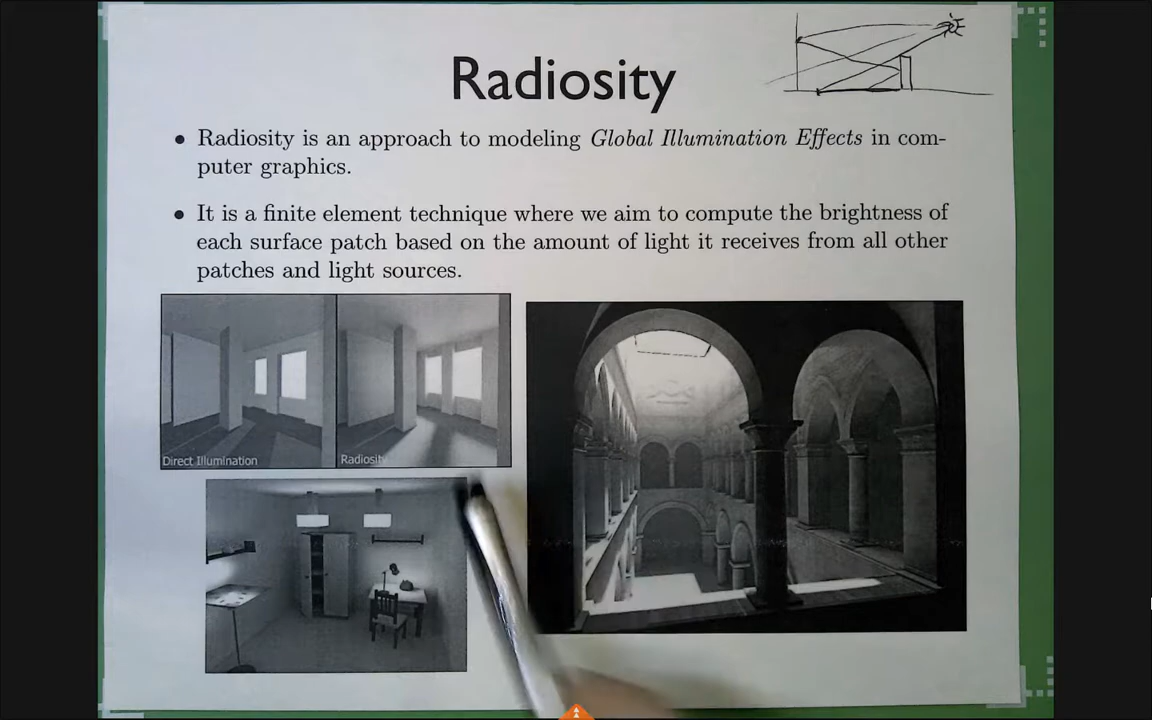 Radiosity
• Radiosity is an approach to modeling Global Illumination Effects in com-
puter graphics.
• It is a finite element technique where we aim to compute the brightness of
each surface patch based on the amount of light it receives from all other
patches and light sources.
Direct Illumination
Radiosity